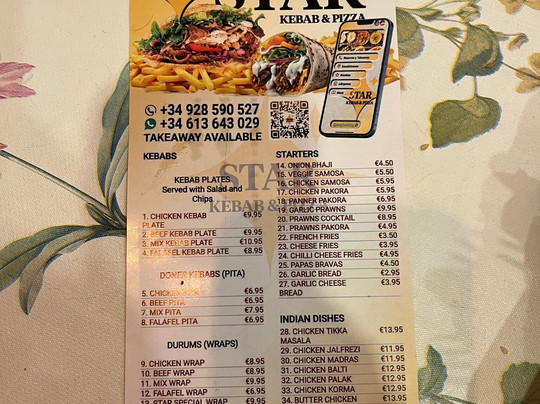 STAR
KEBAB & PIZZA
STAR
KEBAB & PIZZA
+34 928 590 527
+34 613 643 029
TAKEAWAY AVAILABLE
KEBABS
KEBAB PLATES
Served with Salad and
Chips
1. CHICKEN KEBAB €9.95
PLATE
2. BEEF KEBAB PLATE €9.95
3. MIX KEBAB PLATE €10.95
4. FALAFEL KEBAB PLATE €8.95
DONER KEBABS (PITA)
5. CHICKEN €6.95
6. BEEF PITA €6.95
7. MIX PITA €7.95
8. FALAFEL PITA €6.95
DURUMS (WRAPS)
9. CHICKEN WRAP €8.95
10. BEEF WRAP €8.95
11. MIX WRAP €9.95
12. FALAFEL WRAP €6.95
13. STAR SPECIAL WRAP €9.95
STARTERS
14. ONION BHAJI €4.50
15. VEGGIE SAMOSA €5.50
16. CHICKEN SAMOSA €5.95
17. CHICKEN PAKORA €5.95
18. PANNER PAKORA €6.95
19. GARLIC PRAWNS €9.95
20. PRAWNS COCKTAIL €8.95
21. PRAWNS PAKORA €4.95
22. FRENCH FRIES €3.50
23. CHEESE FRIES €3.95
24. CHILLI CHEESE FRIES €4.95
25. PAPAS BRAVAS €4.50
26. GARLIC BREAD €2.95
27. GARLIC CHEESE €3.95
BREAD
INDIAN DISHES
28. CHICKEN TIKKA €13.95
MASALA
29. CHICKEN JALFREZI €11.95
30. CHICKEN MADRAS €11.95
31. CHICKEN BALTI €12.95
32. CHICKEN PALAK €12.95
33. CHICKEN KORMA €12.95
34. BUTTER CHICKEN €13.95